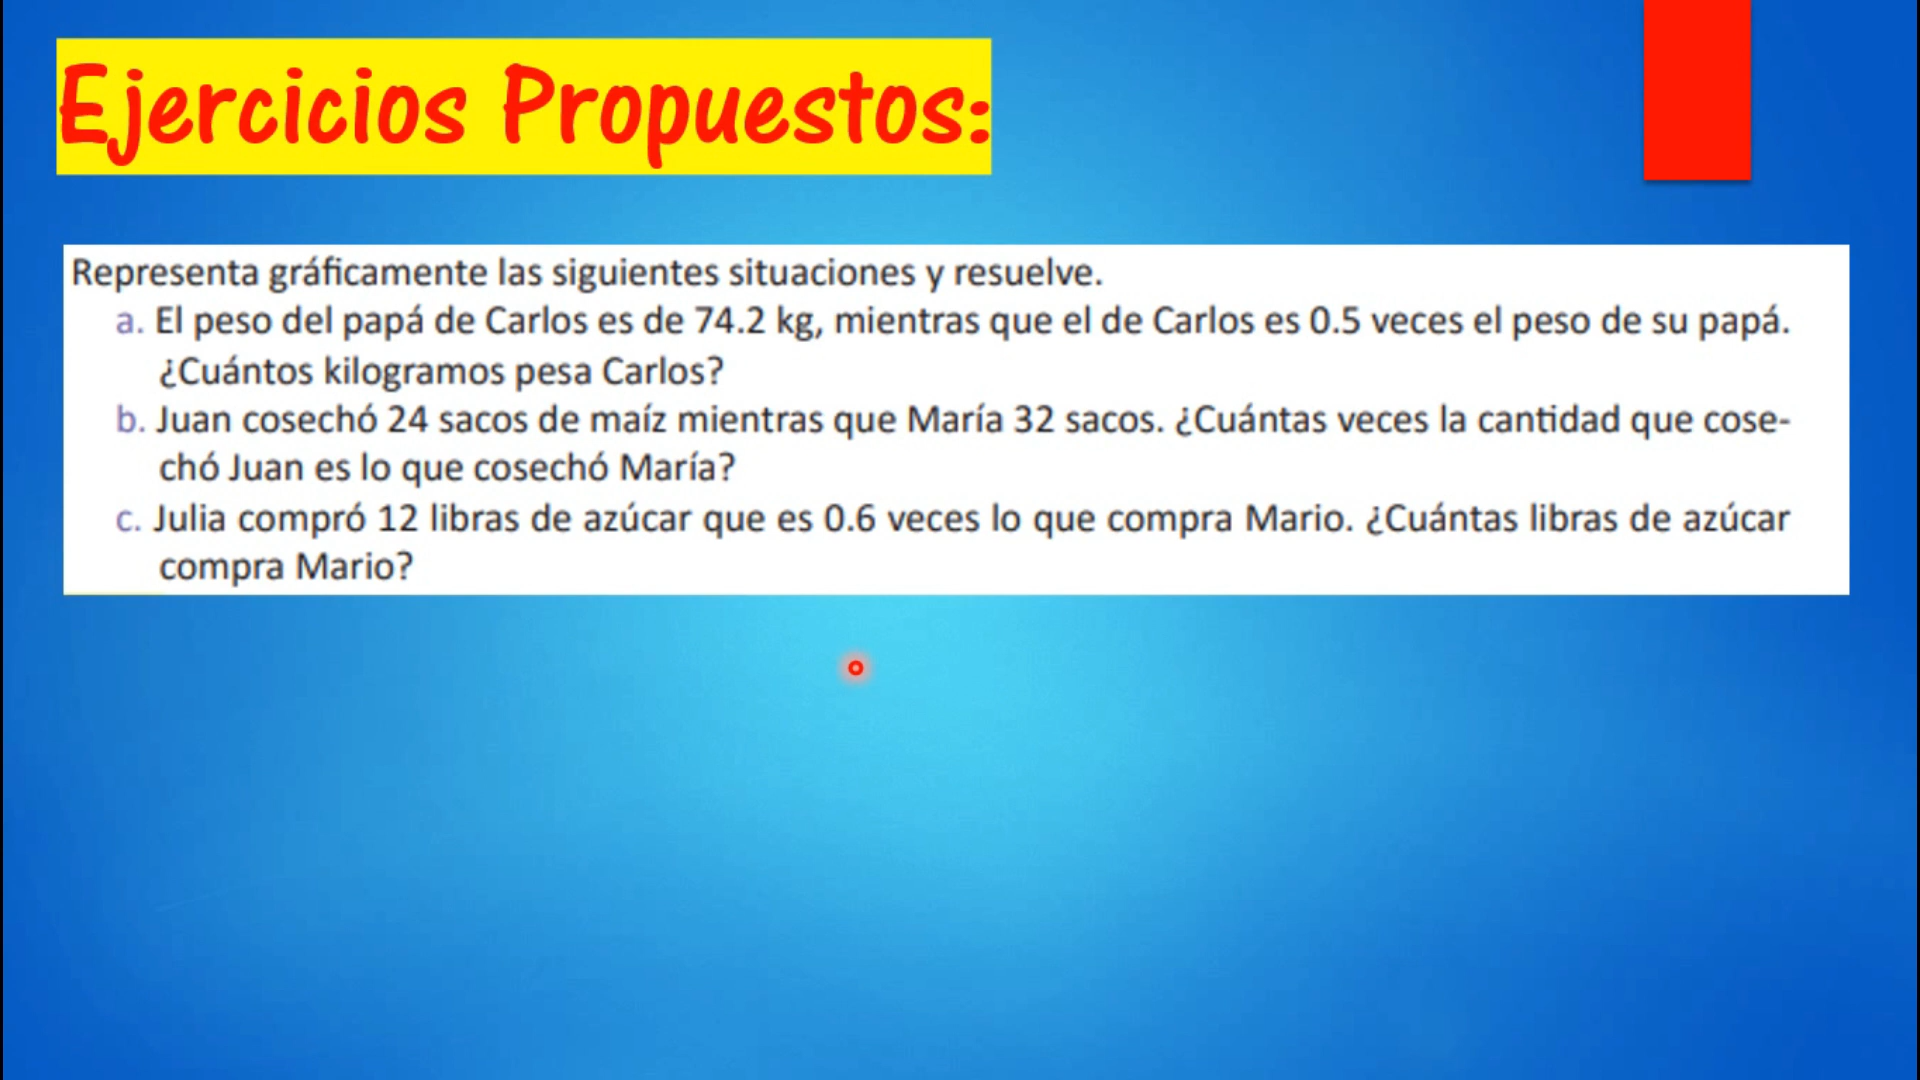 Ejercicios Propuestos:
Representa gráficamente las siguientes situaciones y resuelve.
a. El peso del papá de Carlos es de 74.2 kg, mientras que el de Carlos es 0.5 veces el peso de su papá.
¿Cuántos kilogramos pesa Carlos?
b. Juan cosechó 24 sacos de maíz mientras que María 32 sacos. ¿Cuántas veces la cantidad que cose-
chó Juan es lo que cosechó María?
c. Julia compró 12 libras de azúcar que es 0.6 veces lo que compra Mario. ¿Cuántas libras de azúcar
compra Mario?